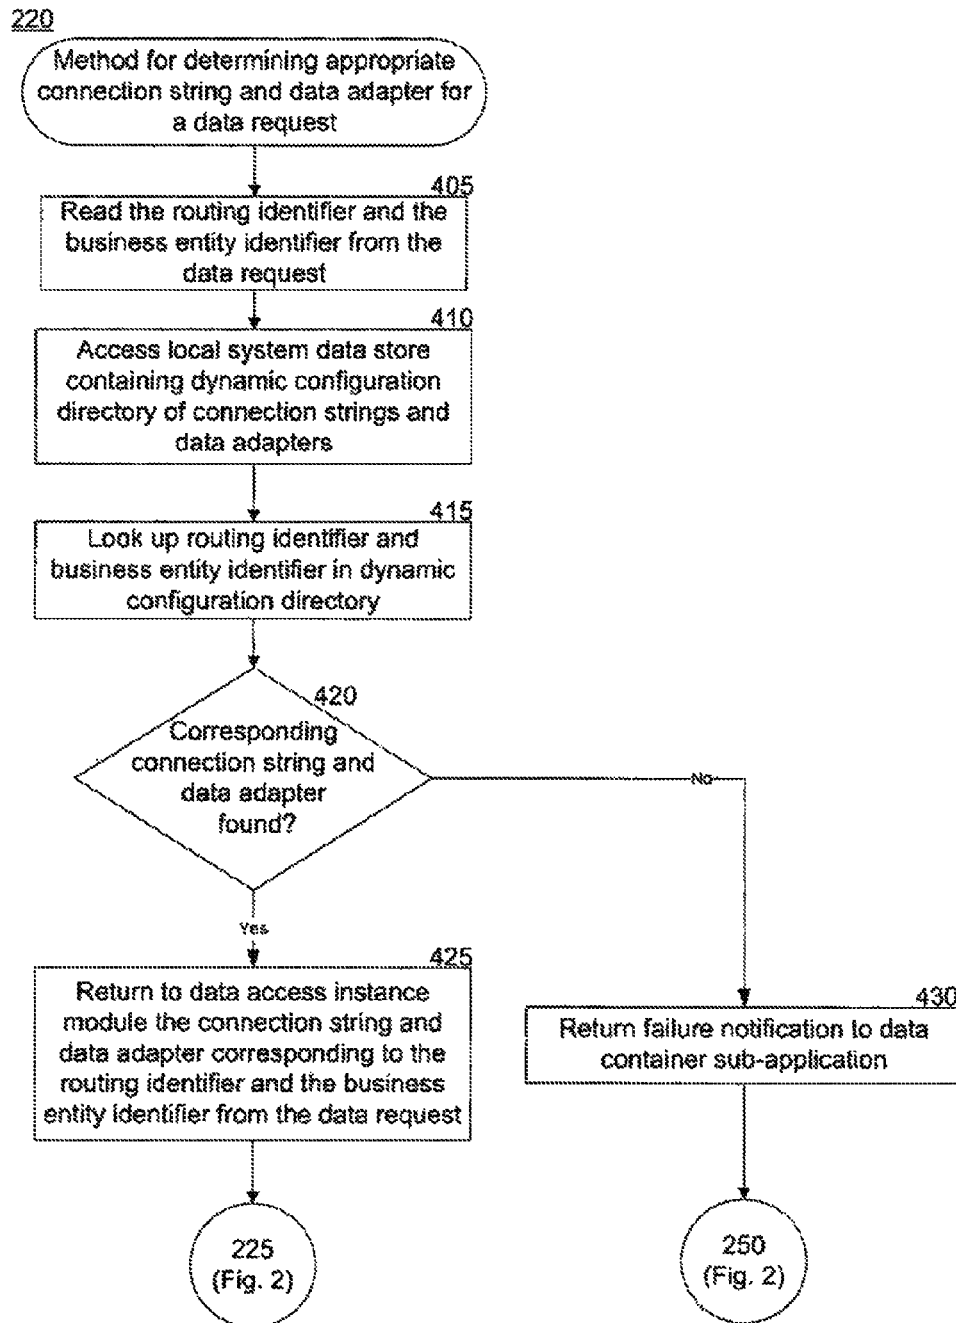 220
Method for determining appropriate
connection string and data adapter for
a data request
405
Read the routing identifier and the
business entity identifier from the
data request
410
Access local system data store
containing dynamic configuration
directory of connection strings and
data adapters
415
Look up routing identifier and
business entity identifier in dynamic
configuration directory
420
Corresponding
connection string and
data adapter
found?
No
Yes
425
Return to data access instance
module the connection string and
data adapter corresponding to the
routing identifier and the business
entity identifier from the data request
430
Return failure notification to data
container sub-application
225
(Fig. 2)
250
(Fig. 2)